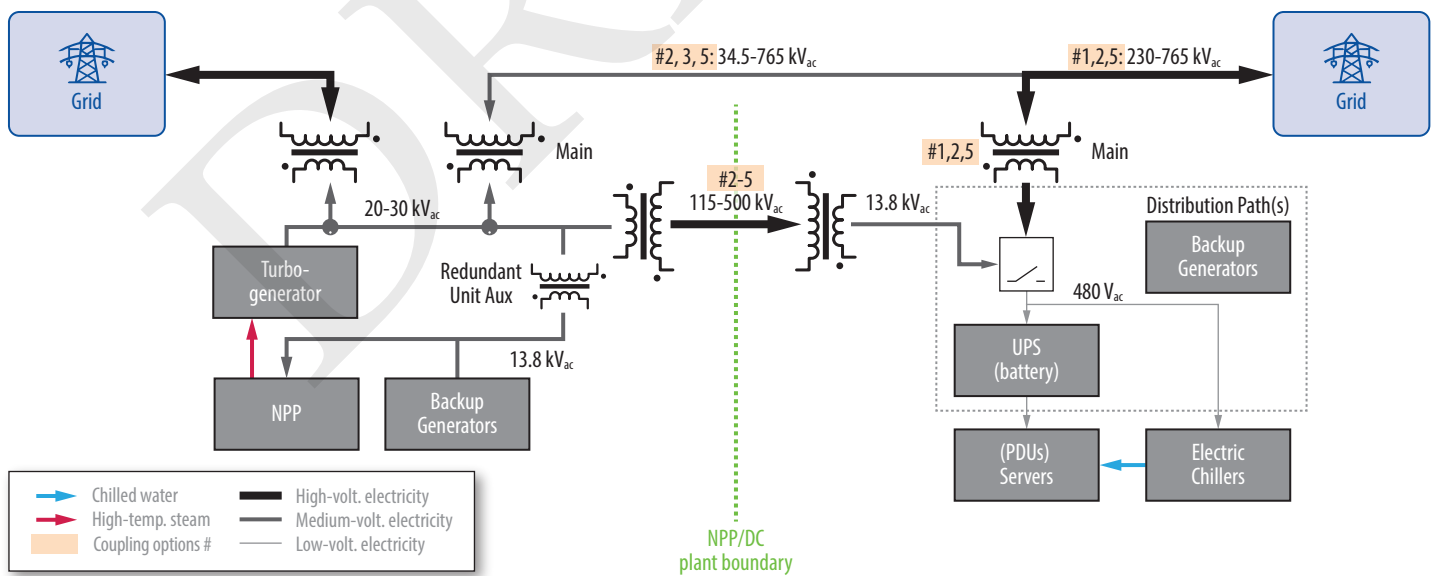 #2, 3, 5: 34.5-765 kVac
#1,2,5: 230-765 kVac
Grid
Grid
Main
#1,2,5
Main
#2-5
115-500 kVac
20-30 kVac
13.8 kVac
Distribution Path(s)
Backup
Generators
Turbo-
generator
Redundant
Unit Aux
480 Vac
UPS
(battery)
13.8 kVac
NPP
Backup
Generators
(PDUs)
Servers
Electric
Chillers
Chilled water
High-volt. electricity
High-temp. steam
Medium-volt. electricity
Coupling options #
Low-volt. electricity
NPP/DC
plant boundary